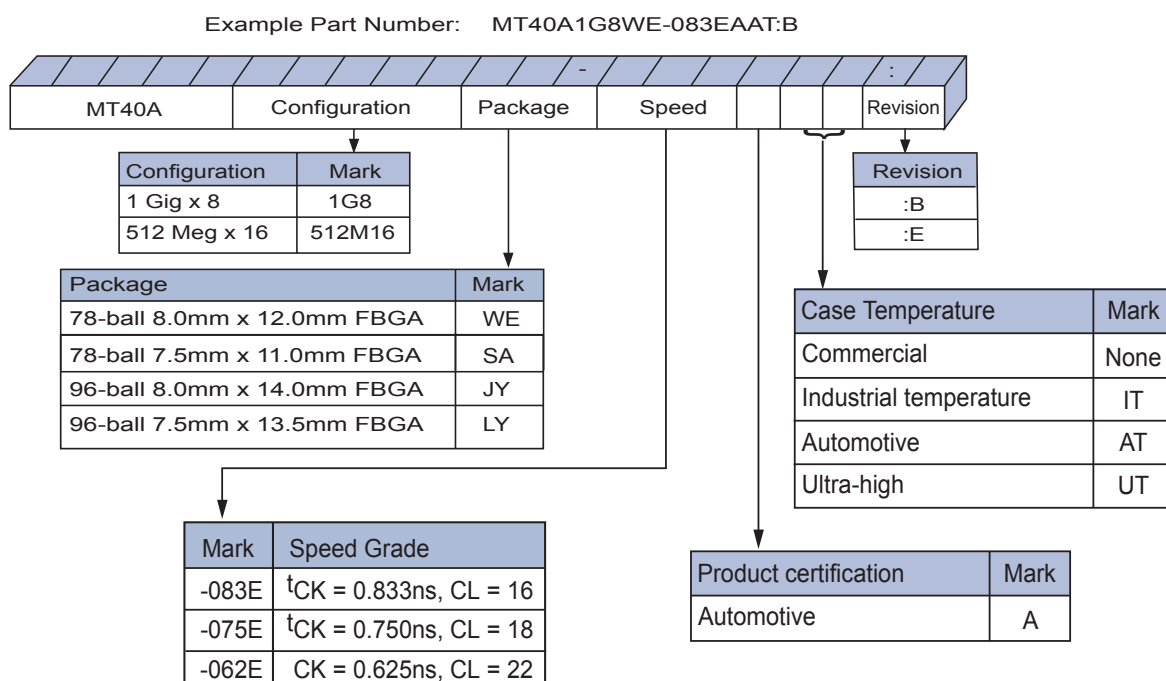 Example Part Number: MT40A1G8WE-083EAAT:B
- :
MT40A Configuration Package Speed Revision
Configuration Mark
1 Gig x 8 1G8
512 Meg x 16 512M16
Revision
:B
:E
Package Mark
78-ball 8.0mm x 12.0mm FBGA WE
78-ball 7.5mm x 11.0mm FBGA SA
96-ball 8.0mm x 14.0mm FBGA JY
96-ball 7.5mm x 13.5mm FBGA LY
Case Temperature Mark
Commercial None
Industrial temperature IT
Automotive AT
Ultra-high UT
Mark Speed Grade
-083E tCK = 0.833ns, CL = 16
-075E tCK = 0.750ns, CL = 18
-062E CK = 0.625ns, CL = 22
Product certification Mark
Automotive A